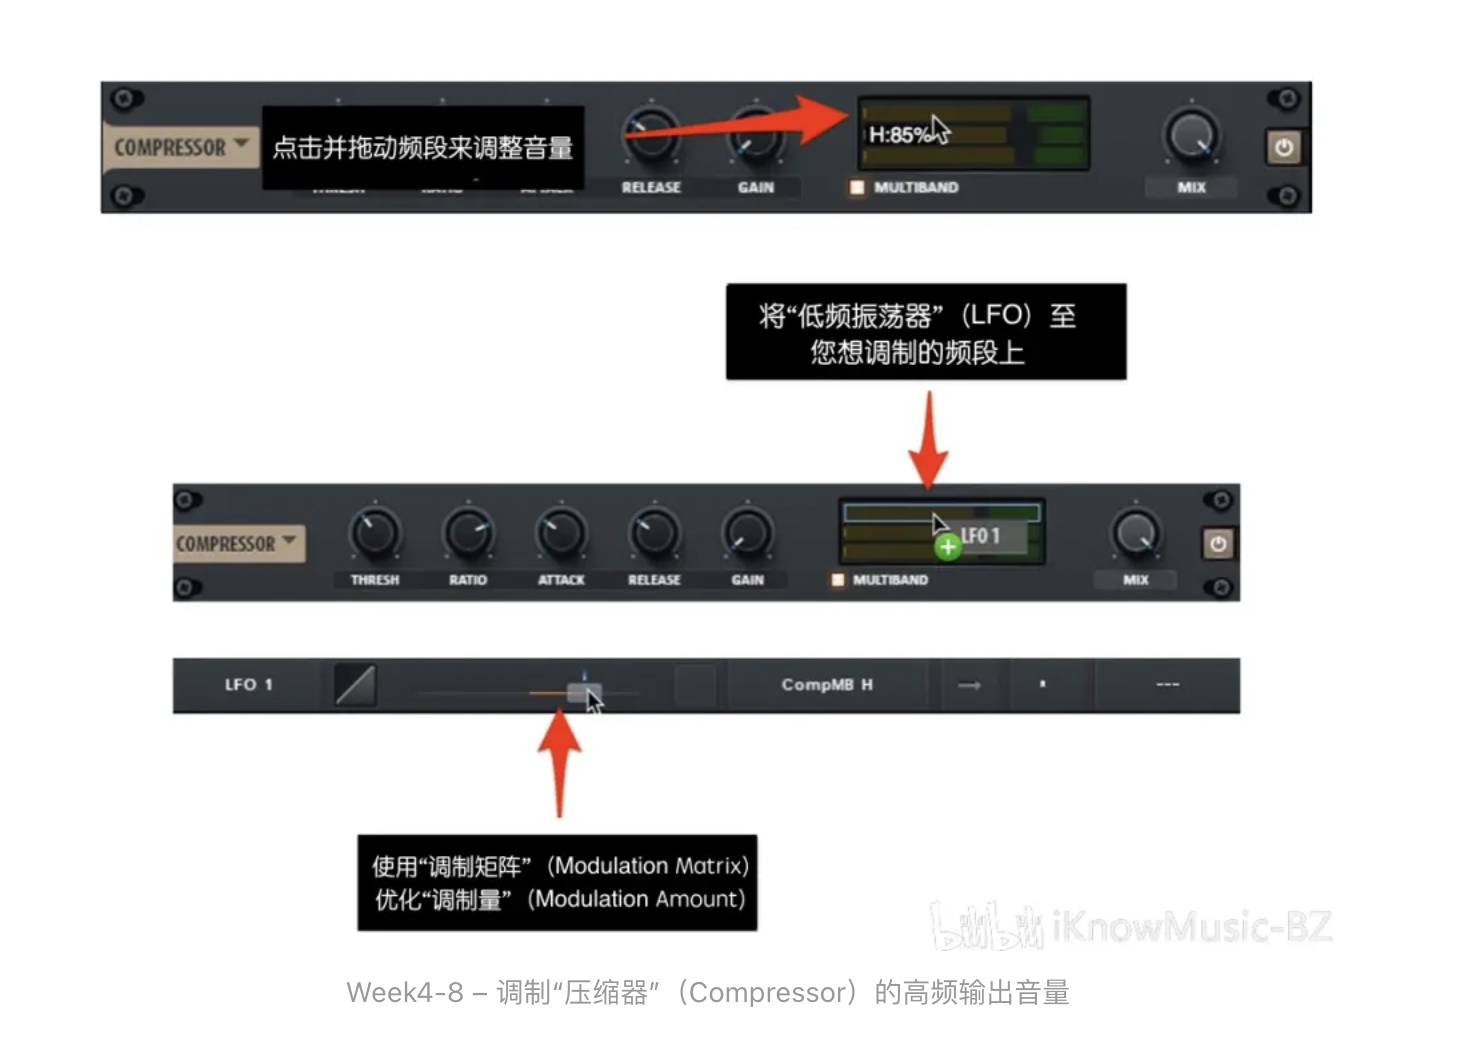 COMPRESSOR
点击并拖动频段来调整音量
H:85%
RELEASE
GAIN
MULTIBAND
MIX
将“低频振荡器”（LFO）至
您想调制的频段上
COMPRESSOR
LFO 1
THRESH
RATIO
ATTACK
RELEASE
GAIN
MULTIBAND
MIX
LFO 1
CompMB H
---
使用“调制矩阵”（Modulation Matrix）
优化“调制量”（Modulation Amount）
bilibili iKnowMusic-BZ
Week4-8 – 调制“压缩器”（Compressor）的高频输出音量